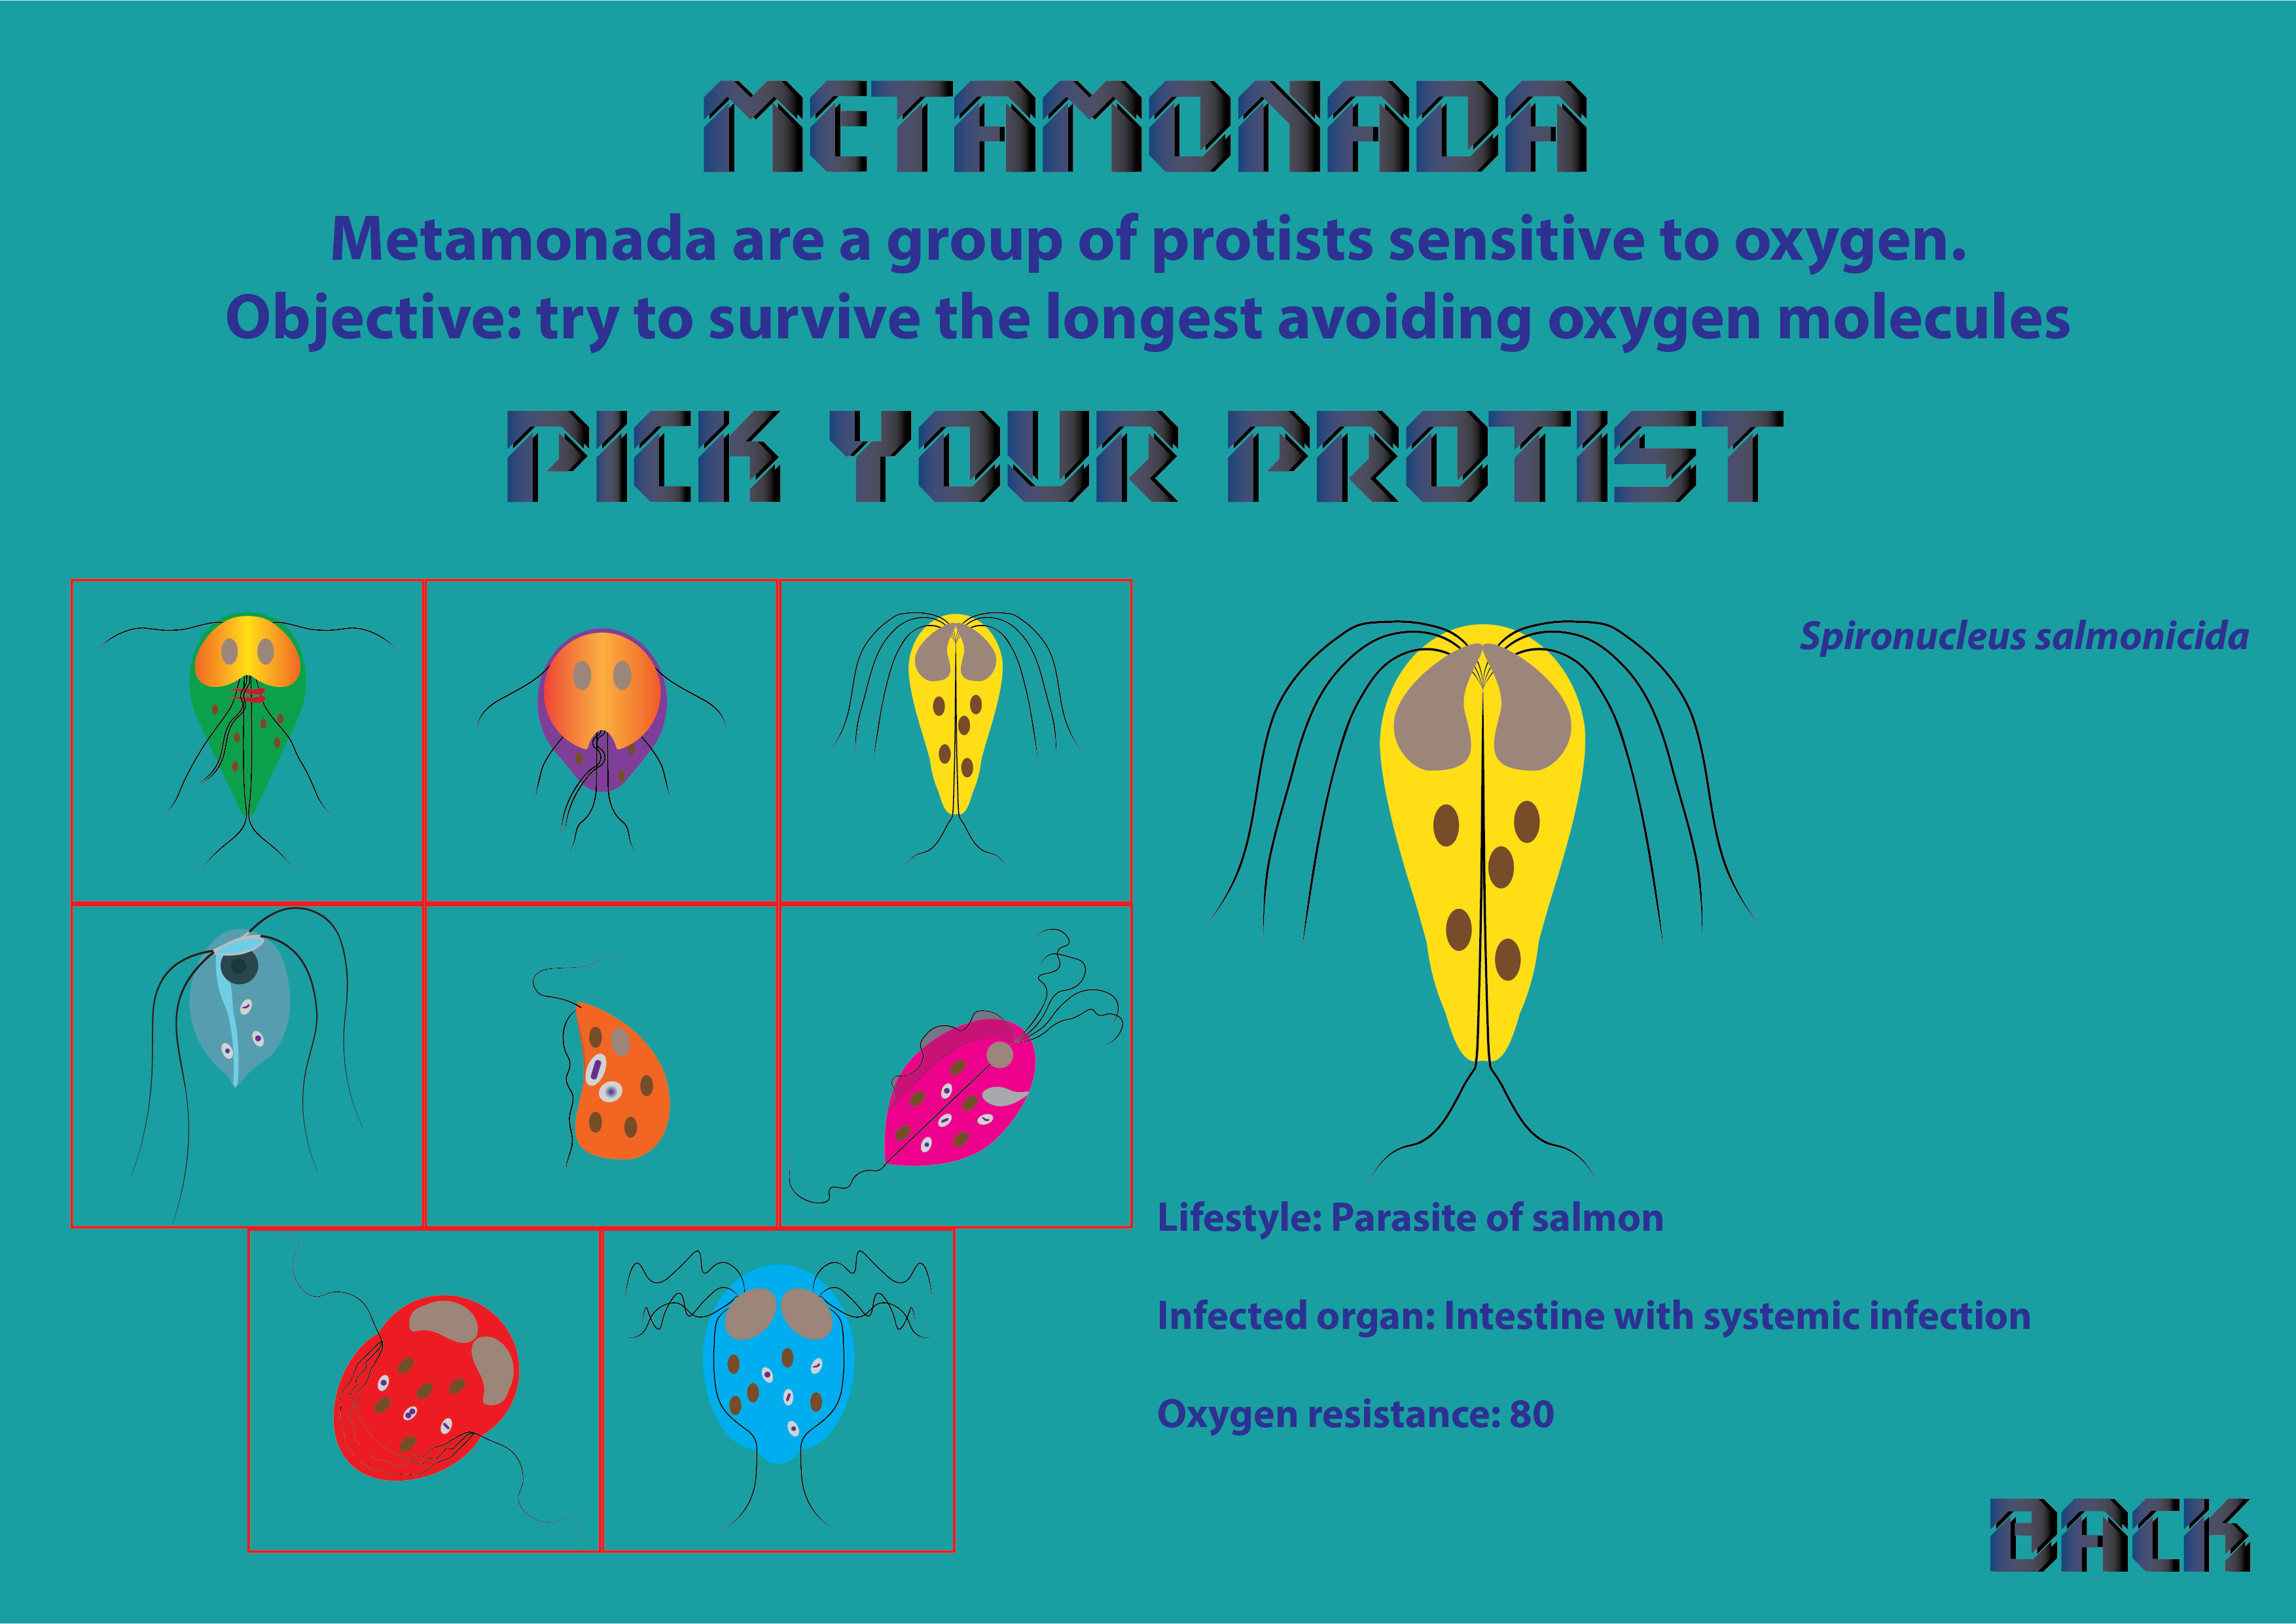 METAMONADA
Metamonada are a group of protists sensitive to oxygen.
Objective: try to survive the longest avoiding oxygen molecules
PICK YOUR PROTIST
Spironucleus salmonicida
Lifestyle: Parasite of salmon
Infected organ: Intestine with systemic infection
Oxygen resistance: 80
BACK